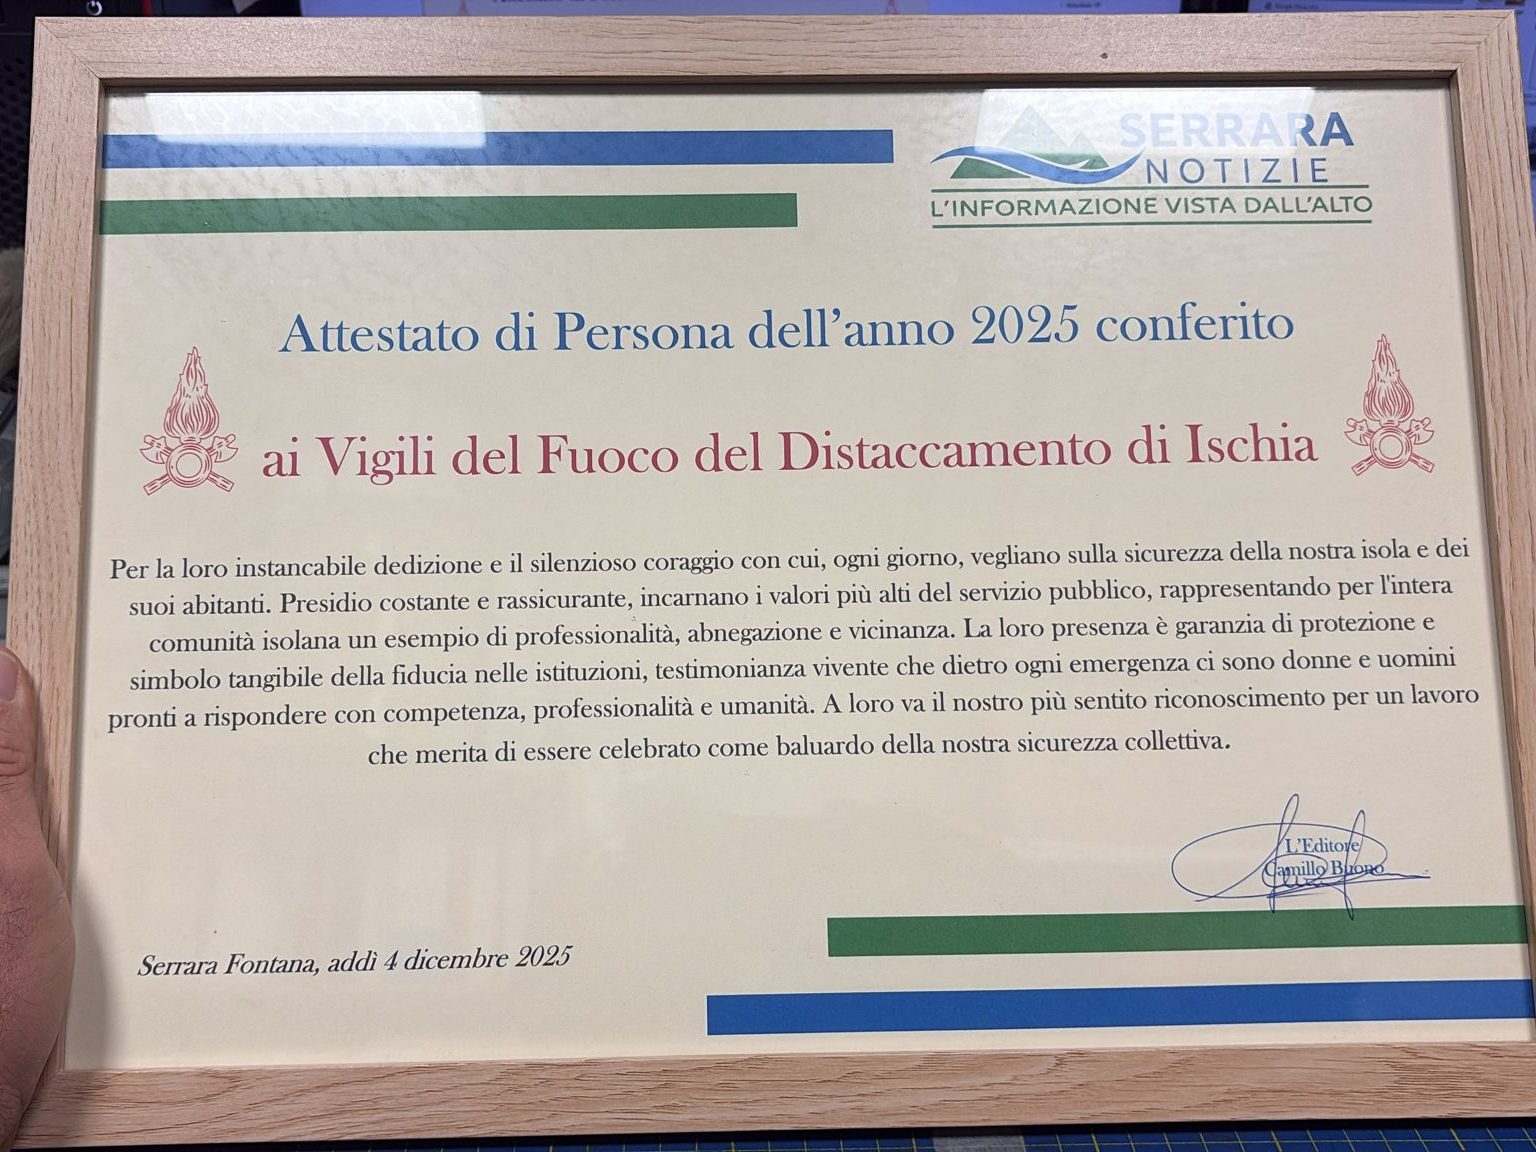 SERRARA
NOTIZIE
L'INFORMAZIONE VISTA DALL'ALTO
Attestato di Persona dell'anno 2025 conferito
ai Vigili del Fuoco del Distaccamento di Ischia
Per la loro instancabile dedizione e il silenzioso coraggio con cui, ogni giorno, vegliano sulla sicurezza della nostra isola e dei
suoi abitanti. Presidio costante e rassicurante, incarnano i valori più alti del servizio pubblico, rappresentando per l'intera
comunità isolana un esempio di professionalità, abnegazione e vicinanza. La loro presenza è garanzia di protezione e
simbolo tangibile della fiducia nelle istituzioni, testimonianza vivente che dietro ogni emergenza ci sono donne e uomini
pronti a rispondere con competenza, professionalità e umanità. A loro va il nostro più sentito riconoscimento per un lavoro
che merita di essere celebrato come baluardo della nostra sicurezza collettiva.
L'Editore
Camillo Buono
Serrara Fontana, addì 4 dicembre 2025